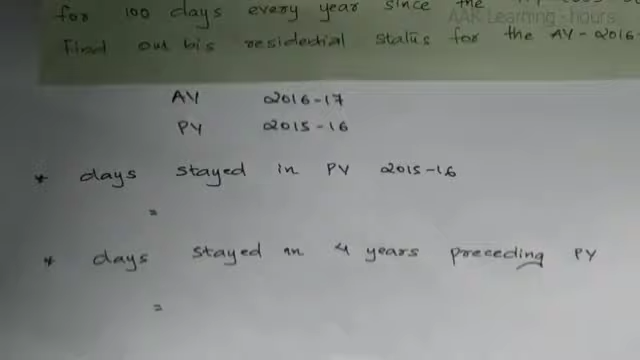 for 100 days every year since the
AAK Learning - hours
Find out his residential status for the AY - 2016-
AY 2016-17
PY 2015-16
* days stayed in PY 2015-16
=
* days stayed in 4 years preceding PY
=